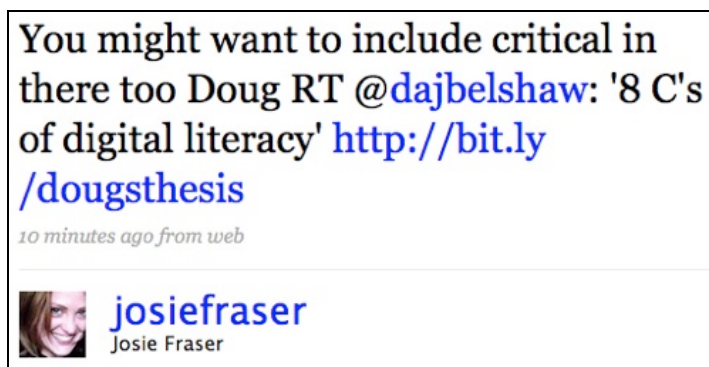 You might want to include critical in
there too Doug RT @dajbelshaw: '8 C's
of digital literacy' http://bit.ly
/dougsthesis
10 minutes ago from web
josiefraser
Josie Fraser